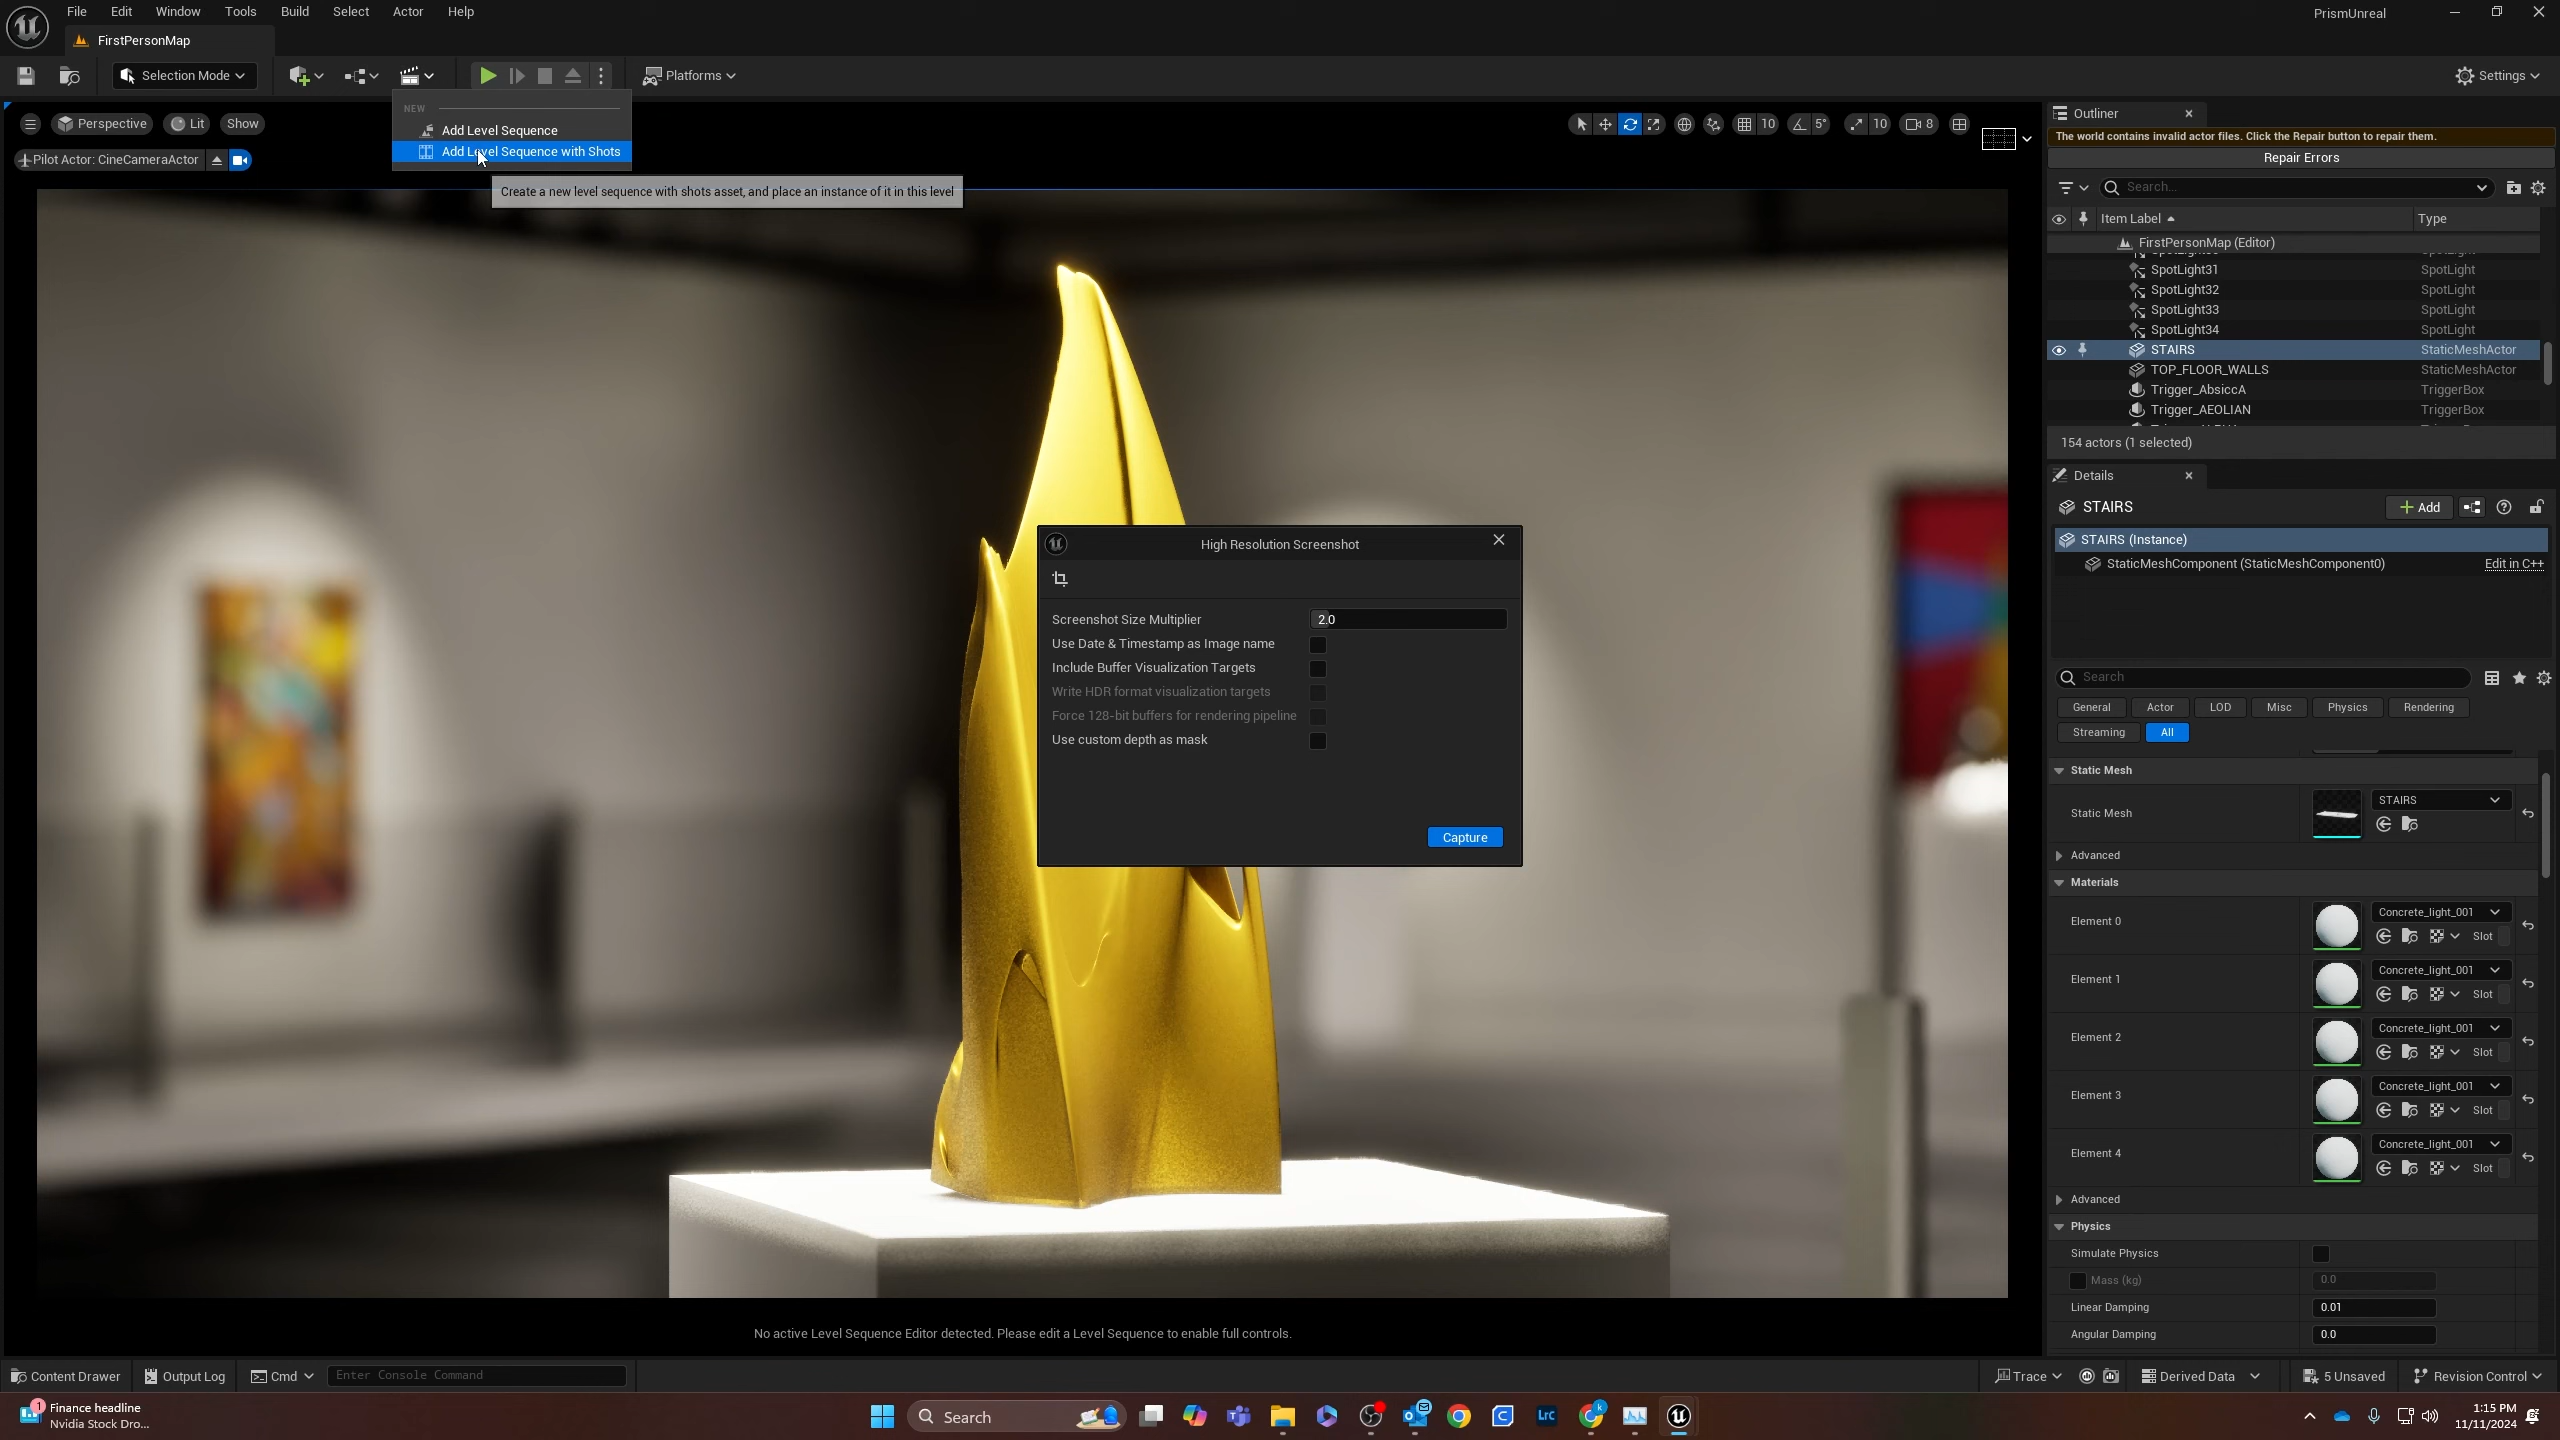 File Edit Window Tools Build Select Actor Help
PrismUnreal
FirstPersonMap
Selection Mode
Platforms
Settings
NEW
Add Level Sequence
Add Level Sequence with Shots
Create a new level sequence with shots asset, and place an instance of it in this level
Perspective Lit Show
10 5° 10 8
Pilot Actor: CineCameraActor
High Resolution Screenshot
Screenshot Size Multiplier 2.0
Use Date & Timestamp as Image name
Include Buffer Visualization Targets
Write HDR format visualization targets
Force 128-bit buffers for rendering pipeline
Use custom depth as mask
Capture
No active Level Sequence Editor detected. Please edit a Level Sequence to enable full controls.
Outliner
The world contains invalid actor files. Click the Repair button to repair them.
Repair Errors
Search...
Item Label Type
FirstPersonMap (Editor)
SpotLight31 SpotLight
SpotLight32 SpotLight
SpotLight33 SpotLight
SpotLight34 SpotLight
STAIRS StaticMeshActor
TOP_FLOOR_WALLS StaticMeshActor
Trigger_AbsiccA TriggerBox
Trigger_AEOLIAN TriggerBox
154 actors (1 selected)
Details
STAIRS Add
STAIRS (Instance)
StaticMeshComponent (StaticMeshComponent0) Edit in C++
Search
General Actor LOD Misc Physics Rendering
Streaming All
Static Mesh
Static Mesh STAIRS
Advanced
Materials
Element 0 Concrete_light_001
Slot
Element 1 Concrete_light_001
Slot
Element 2 Concrete_light_001
Slot
Element 3 Concrete_light_001
Slot
Element 4 Concrete_light_001
Slot
Advanced
Physics
Simulate Physics
Mass (kg) 0.0
Linear Damping 0.01
Angular Damping 0.0
Content Drawer Output Log Cmd Enter Console Command
Trace Derived Data 5 Unsaved Revision Control
1
Finance headline
Nvidia Stock Dro...
Search
LrC
1:15 PM
11/11/2024